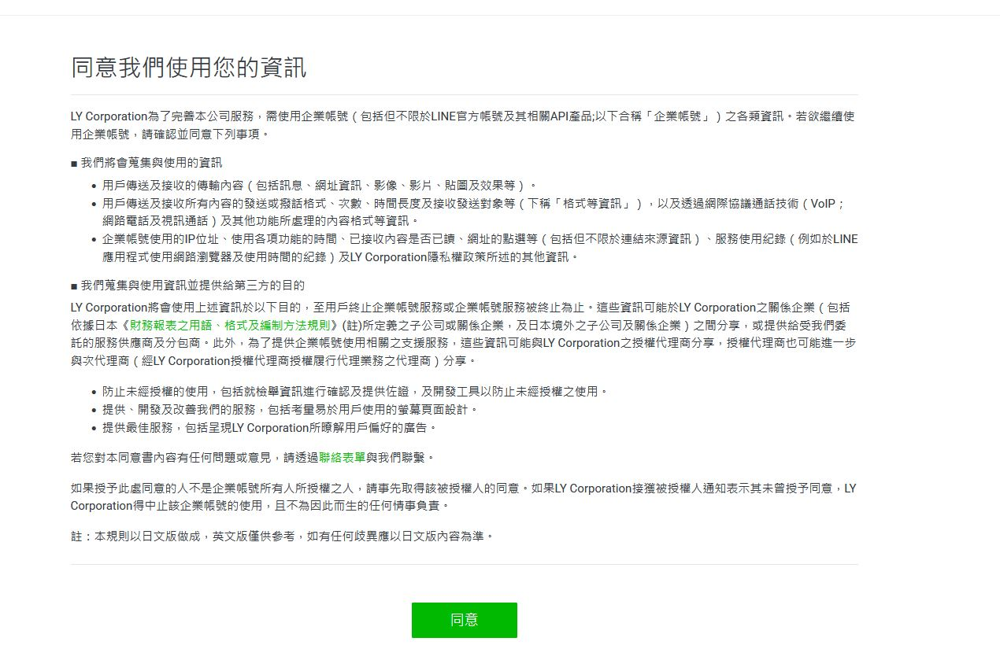 同意我們使用您的資訊
LY Corporation為了完善本公司服務，需使用企業帳號（包括但不限於LINE官方帳號及其相關API產品;以下合稱「企業帳號」）之各類資訊。若欲繼續使
用企業帳號，請確認並同意下列事項。
■ 我們將會蒐集與使用的資訊
• 用戶傳送及接收的傳輸內容（包括訊息、網址資訊、影像、影片、貼圖及效果等）。
• 用戶傳送及接收所有內容的發送或撥話格式、次數、時間長度及接收發送對象等（下稱「格式等資訊」），以及透過網際協議通話技術（VoIP；
網路電話及視訊通話）及其他功能所處理的內容格式等資訊。
• 企業帳號使用的IP位址、使用各項功能的時間、已接收內容是否已讀、網址的點選等（包括但不限於連結來源資訊）、服務使用紀錄（例如於LINE
應用程式使用網路瀏覽器及使用時間的紀錄）及LY Corporation隱私權政策所述的其他資訊。
■ 我們蒐集與使用資訊並提供給第三方的目的
LY Corporation將會使用上述資訊於以下目的，至用戶終止企業帳號服務或企業帳號服務被終止為止。這些資訊可能於LY Corporation之關係企業（包括
依據日本《財務報表之用語、格式及編制方法規則》(註)所定義之子公司或關係企業，及日本境外之子公司及關係企業）之間分享，或提供給受我們委
託的服務供應商及分包商。此外，為了提供企業帳號使用相關之支援服務，這些資訊可能與LY Corporation之授權代理商分享，授權代理商也可能進一步
與次代理商（經LY Corporation授權代理商授權履行代理業務之代理商）分享。
• 防止未經授權的使用，包括就檢舉資訊進行確認及提供佐證，及開發工具以防止未經授權之使用。
• 提供、開發及改善我們的服務，包括考量易於用戶使用的螢幕頁面設計。
• 提供最佳服務，包括呈現LY Corporation所暸解用戶偏好的廣告。
若您對本同意書內容有任何問題或意見，請透過聯絡表單與我們聯繫。
如果授予此處同意的人不是企業帳號所有人所授權之人，請事先取得該被授權人的同意。如果LY Corporation接獲被授權人通知表示其未曾授予同意，LY
Corporation得中止該企業帳號的使用，且不為因此而生的任何情事負責。
註：本規則以日文版做成，英文版僅供參考，如有任何歧異應以日文版內容為準。
同意